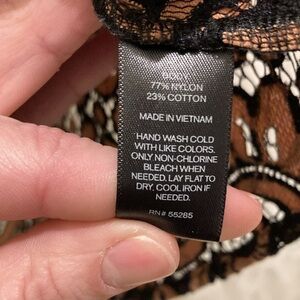 BODY
77% NYLON
23% COTTON
MADE IN VIETNAM
HAND WASH COLD
WITH LIKE COLORS.
ONLY NON-CHLORINE
BLEACH WHEN
NEEDED. LAY FLAT TO
DRY, COOL IRON IF
NEEDED.
RN# 55285